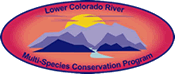 Lower Colorado River
Multi-Species Conservation Program